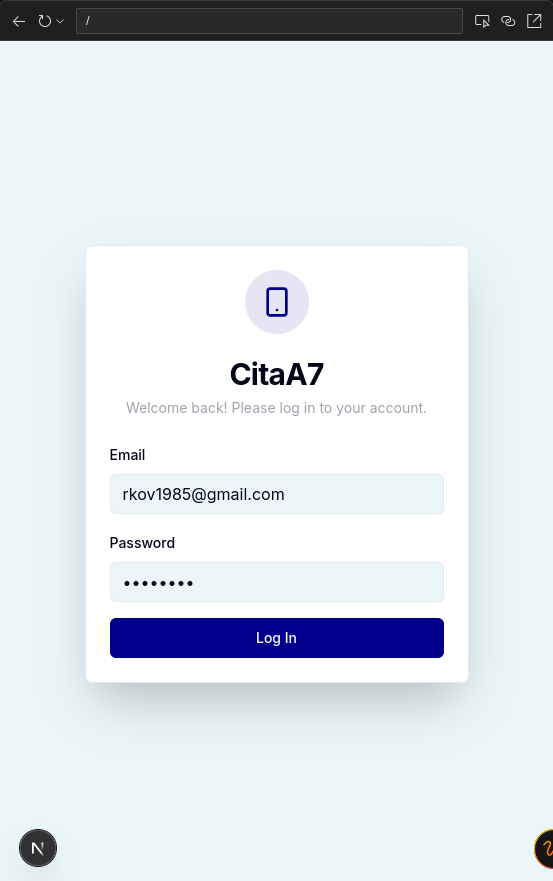 /
CitaA7
Welcome back! Please log in to your account.
Email
rkov1985@gmail.com
Password
••••••••
Log In
N